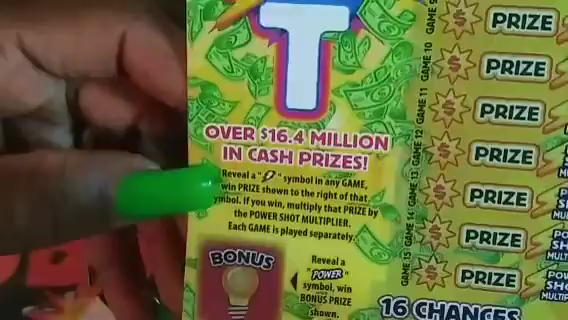 T
OVER $16.4 MILLION
IN CASH PRIZES!
Reveal a " " symbol in any GAME,
win PRIZE shown to the right of that
symbol. If you win, multiply that PRIZE by
the POWER SHOT MULTIPLIER.
Each GAME is played separately.
BONUS
Reveal a
"POWER"
symbol, win
BONUS PRIZE
shown.
GAME 9
$ PRIZE
GAME 10
$ PRIZE
GAME 11
$ PRIZE
GAME 12
$ PRIZE
GAME 13
$ PRIZE
GAME 14
$ PRIZE
GAME 15
$ PRIZE
16 CHANCES